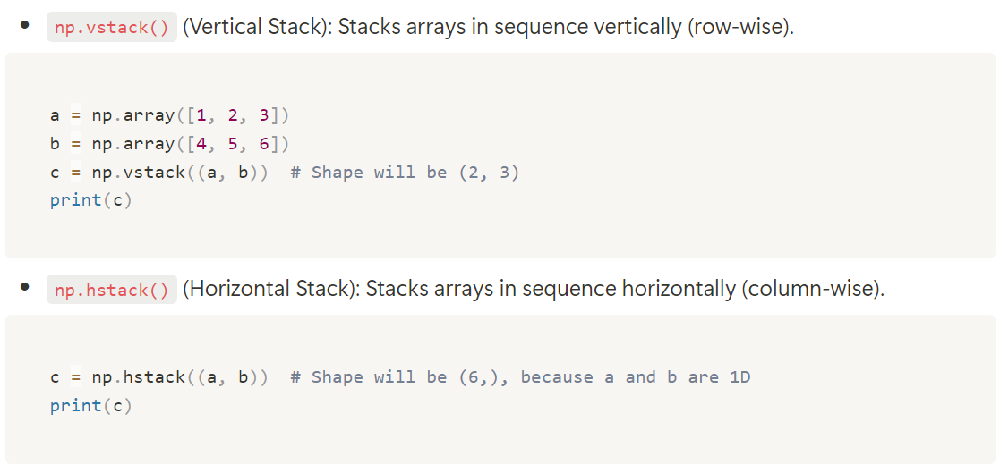 • np.vstack() (Vertical Stack): Stacks arrays in sequence vertically (row-wise).
a = np.array([1, 2, 3])
b = np.array([4, 5, 6])
c = np.vstack((a, b))  # Shape will be (2, 3)
print(c)
• np.hstack() (Horizontal Stack): Stacks arrays in sequence horizontally (column-wise).
c = np.hstack((a, b))  # Shape will be (6,), because a and b are 1D
print(c)